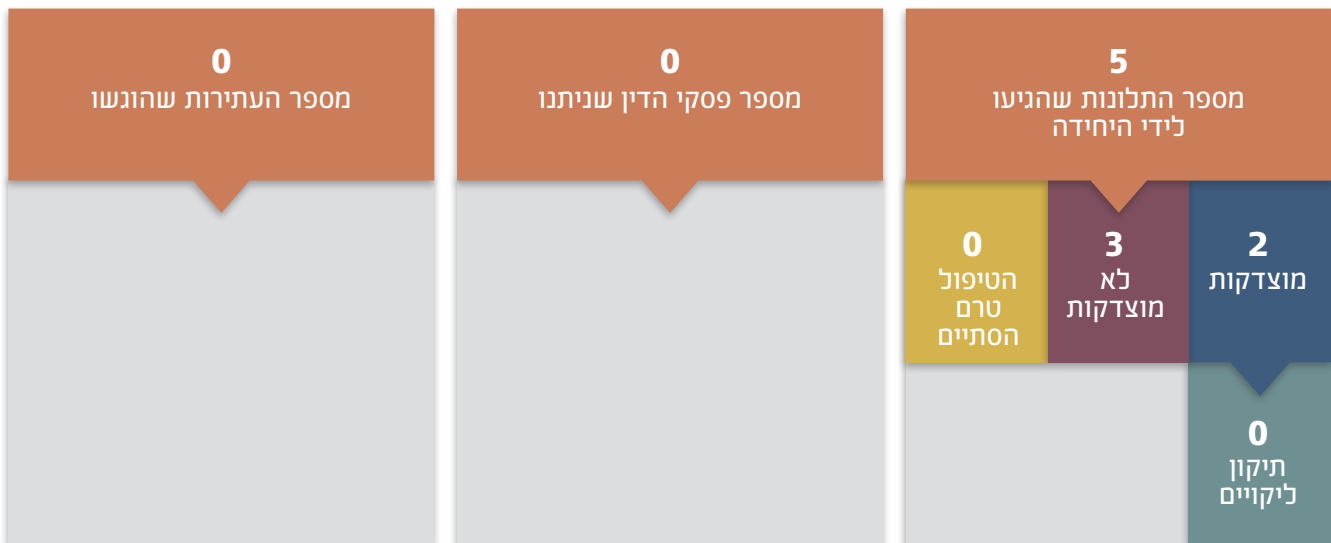 5
מספר התלונות שהגיעו
לידי היחידה
2
מוצדקות
3
לא
מוצדקות
0
הטיפול
טרם
הסתיים
0
תיקון
ליקויים
0
מספר פסקי הדין שניתנו
0
מספר העתירות שהוגשו